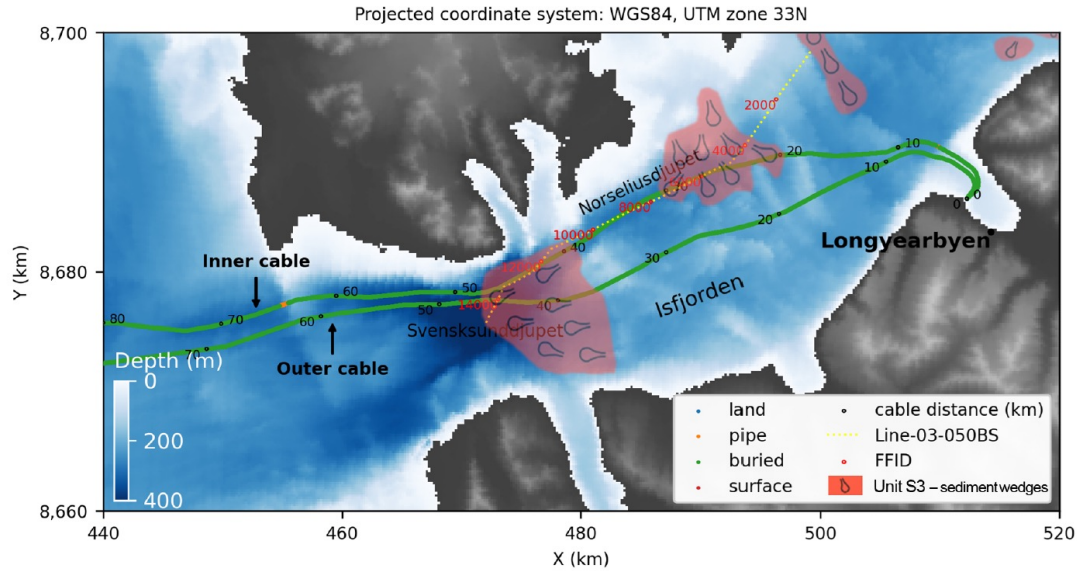 Projected coordinate system: WGS84, UTM zone 33N
8,700
8,680
8,660
Y (km)
440
460
480
500
520
X (km)
2000
4000
8000
10000
12000
14000
Norseliusdjupet
Svensksunddjupet
Isfjorden
Longyearbyen
Inner cable
Outer cable
80
70
60
50
40
30
20
10
0
70
60
50
40
30
20
10
0
Depth (m)
0
200
400
land
pipe
buried
surface
cable distance (km)
Line-03-050BS
FFID
Unit S3 – sediment wedges